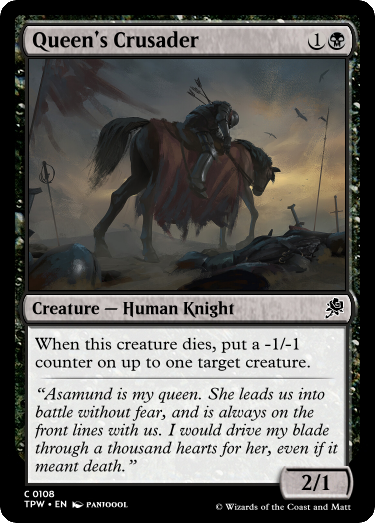 Queen's Crusader 1
Creature — Human Knight
When this creature dies, put a -1/-1
counter on up to one target creature.
"Asamund is my queen. She leads us into
battle without fear, and is always on the
front lines with us. I would drive my blade
through a thousand hearts for her, even if it
meant death."
2/1
C 0108
TPW • EN PANTOOOL
© Wizards of the Coast and Matt